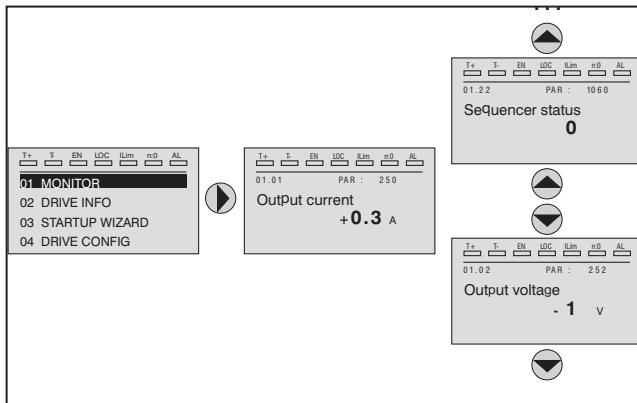 ...
T+ T- EN LOC ILim n:0 AL
01.22 PAR : 1060
Sequencer status
0
T+ T- EN LOC ILim n:0 AL
01 MONITOR
02 DRIVE INFO
03 STARTUP WIZARD
04 DRIVE CONFIG
T+ T- EN LOC ILim n:0 AL
01.01 PAR : 250
Output current
+0.3 A
T+ T- EN LOC ILim n:0 AL
01.02 PAR : 252
Output voltage
- 1 V